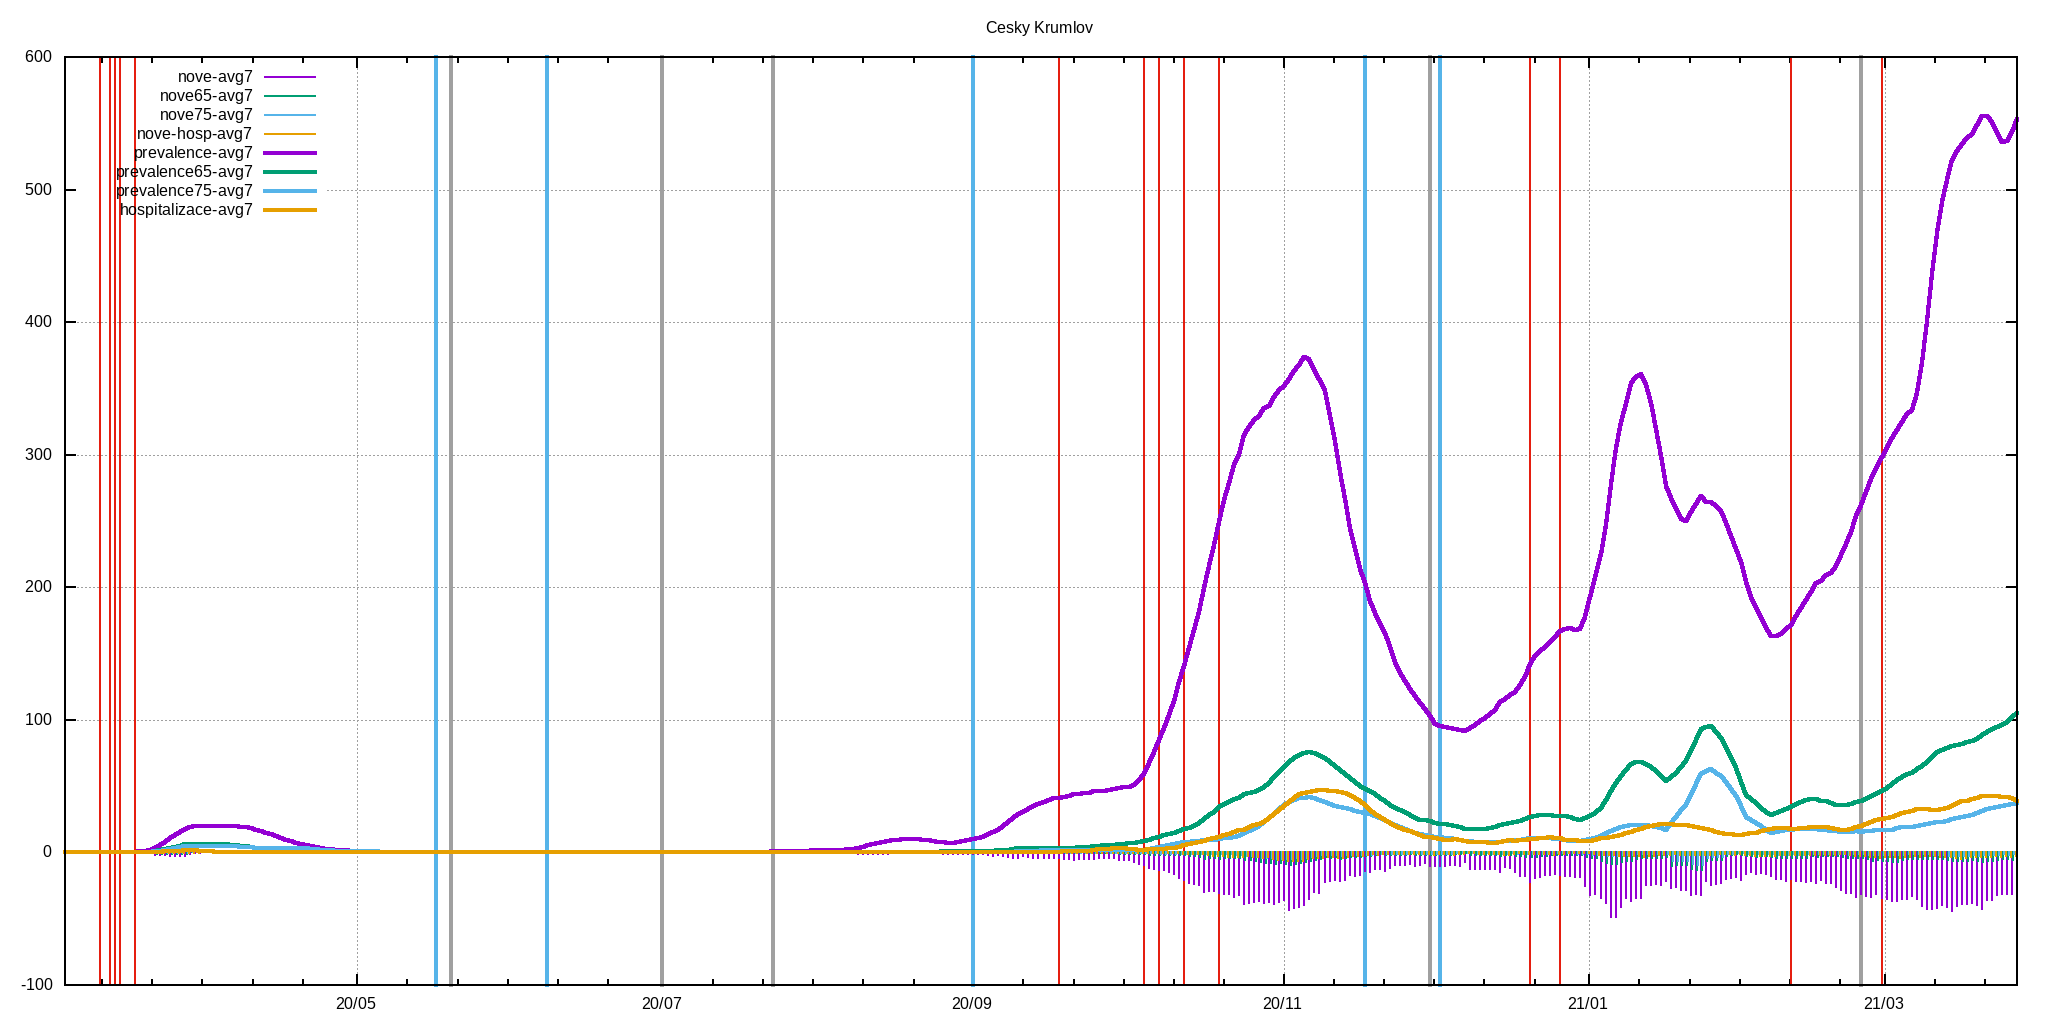 Cesky Krumlov
600
500
400
300
200
100
0
-100
nove-avg7
nove65-avg7
nove75-avg7
nove-hosp-avg7
prevalence-avg7
prevalence65-avg7
prevalence75-avg7
hospitalizace-avg7
20/05 20/07 20/09 20/11 21/01 21/03